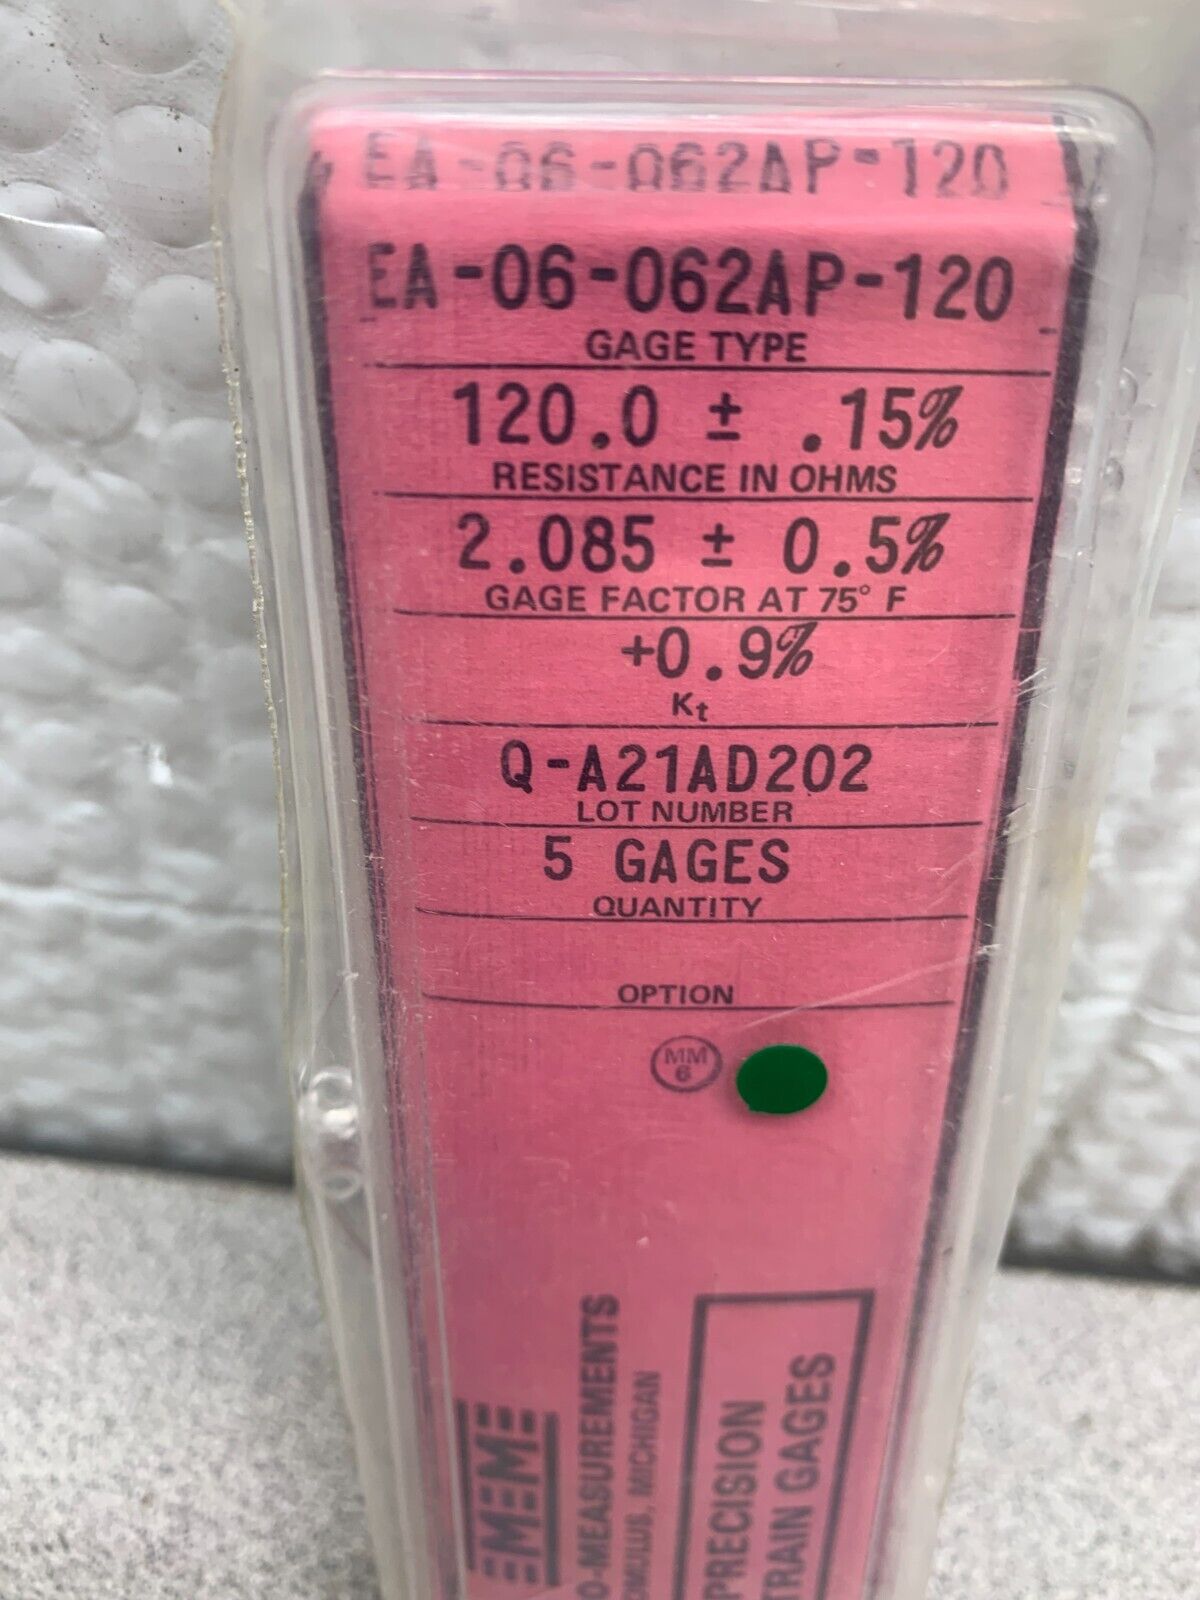 EA-06-062AP-120
EA-06-062AP-120
GAGE TYPE
120.0 ± .15%
RESISTANCE IN OHMS
2.085 ± 0.5%
GAGE FACTOR AT 75° F
+0.9%
Kt
Q-A21AD202
LOT NUMBER
5 GAGES
QUANTITY
OPTION
MM
6
MM
O-MEASUREMENTS
OMULUS, MICHIGAN
PRECISION
TRAIN GAGES